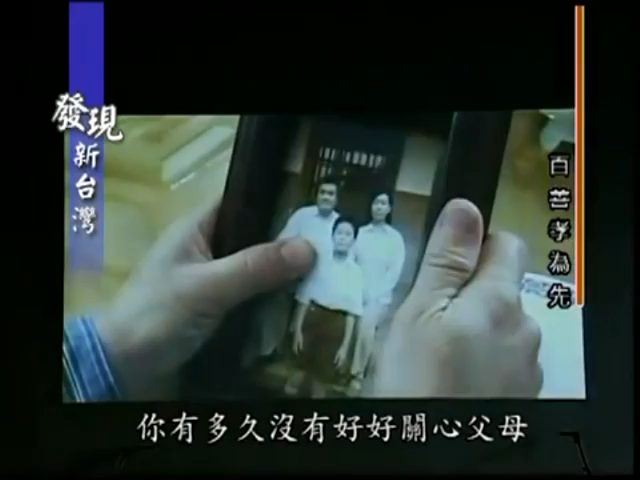 發現
新台灣
百善孝為先
你有多久沒有好好關心父母